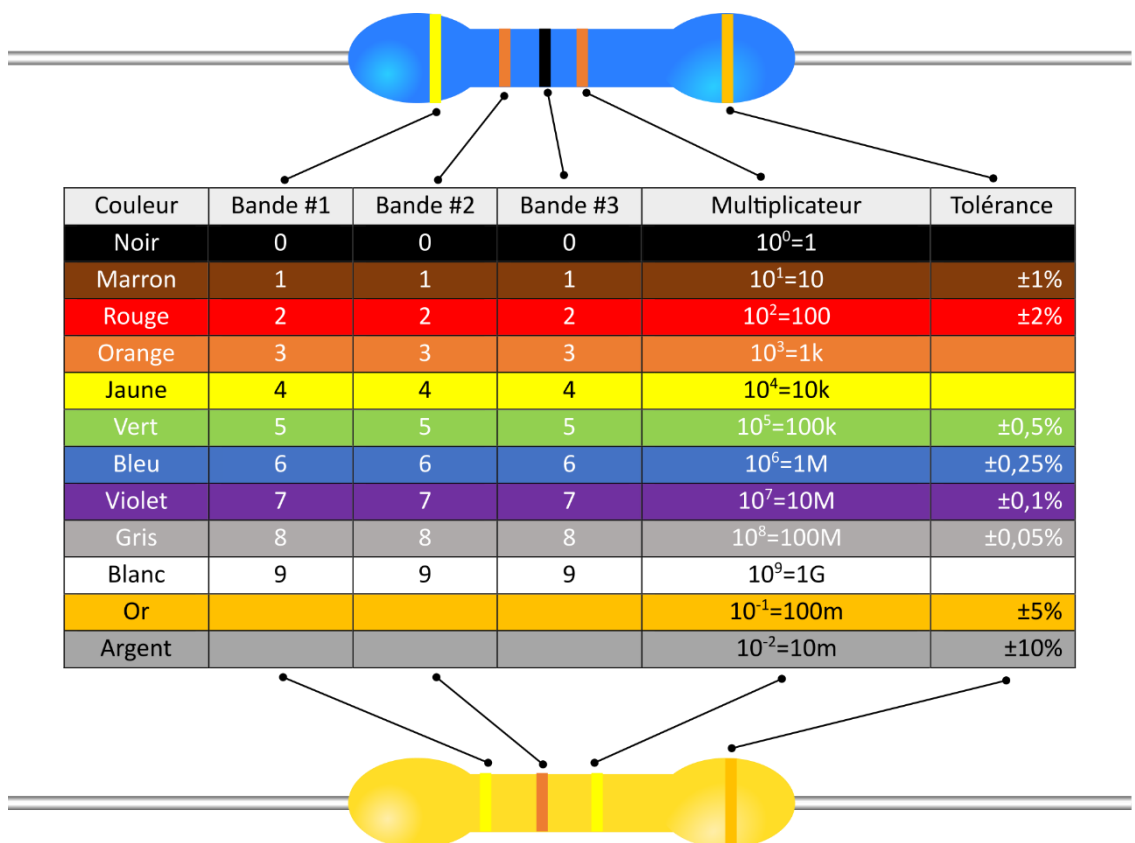 Couleur Bande #1 Bande #2 Bande #3 Multiplicateur Tolérance
Noir 0 0 0 10⁰=1
Marron 1 1 1 10¹=10 ±1%
Rouge 2 2 2 10²=100 ±2%
Orange 3 3 3 10³=1k
Jaune 4 4 4 10⁴=10k
Vert 5 5 5 10⁵=100k ±0,5%
Bleu 6 6 6 10⁶=1M ±0,25%
Violet 7 7 7 10⁷=10M ±0,1%
Gris 8 8 8 10⁸=100M ±0,05%
Blanc 9 9 9 10⁹=1G
Or 10⁻¹=100m ±5%
Argent 10⁻²=10m ±10%